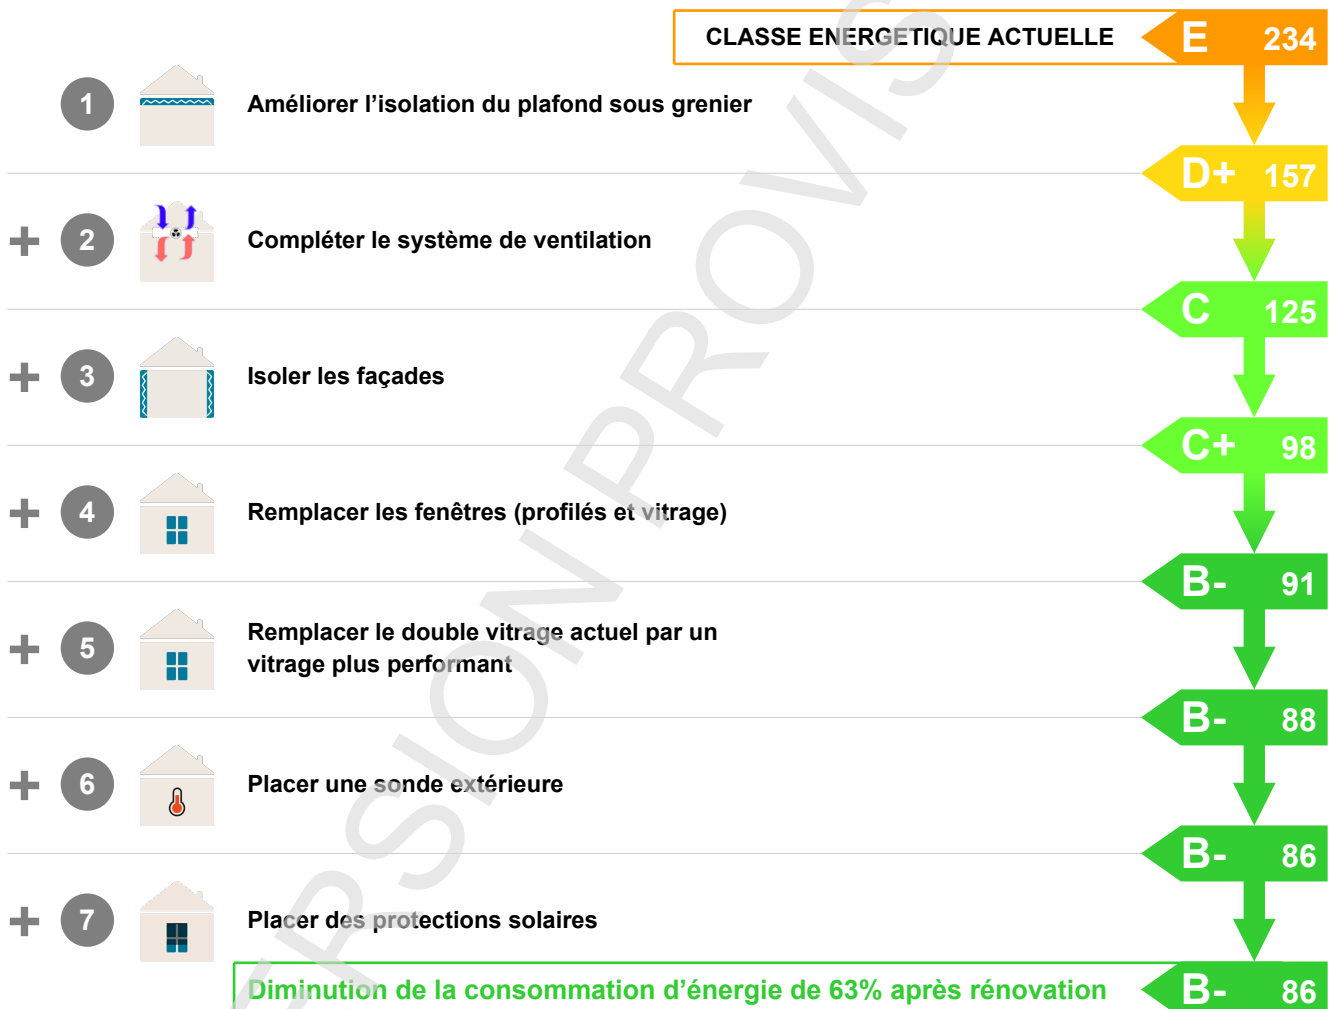 CLASSE ENERGETIQUE ACTUELLE E 234
1 Améliorer l'isolation du plafond sous grenier
D+ 157
+ 2 Compléter le système de ventilation
C 125
+ 3 Isoler les façades
C+ 98
+ 4 Remplacer les fenêtres (profilés et vitrage)
B- 91
+ 5 Remplacer le double vitrage actuel par un
vitrage plus performant
B- 88
+ 6 Placer une sonde extérieure
B- 86
+ 7 Placer des protections solaires
Diminution de la consommation d'énergie de 63% après rénovation B- 86
ERSION PROVIS